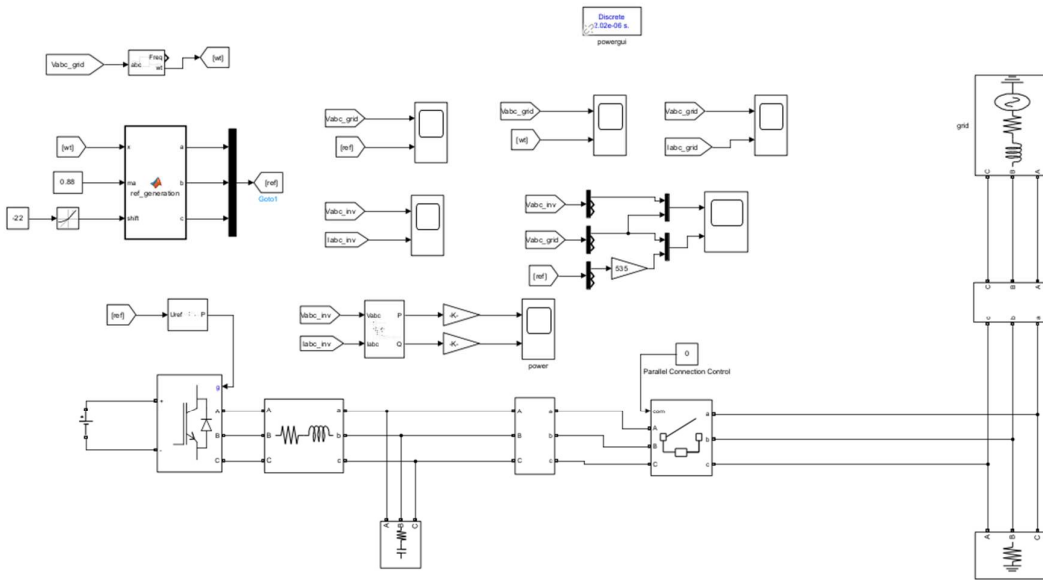 Discrete
2.02e-06 s.
powergui
Vabc_grid
abc
Freq
wt
[wt]
[wt]
0.88
-22
x
ma
shift
ref_generation
a
b
c
[ref]
Goto1
Vabc_grid
[ref]
Vabc_grid
[wt]
Vabc_grid
Iabc_grid
Vabc_inv
Iabc_inv
Vabc_inv
Vabc_grid
[ref]
535
grid
C
B
A
[ref]
Uref
P
Vabc_inv
Iabc_inv
Vabc
Iabc
P
Q
-K-
-K-
power
0
Parallel Connection Control
C
B
A
c
b
a
g
+
-
A
B
C
A
B
C
a
b
c
A
B
C
a
b
c
com
A
B
C
a
b
c
A
B
C
A
B
C